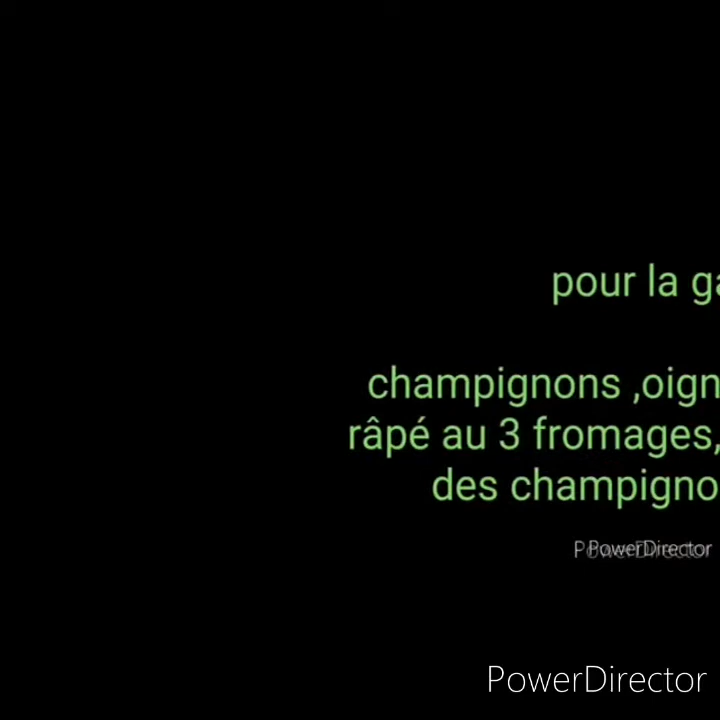 pour la ga
champignons ,oign
râpé au 3 fromages,
des champigno
PowerDirector
PowerDirector